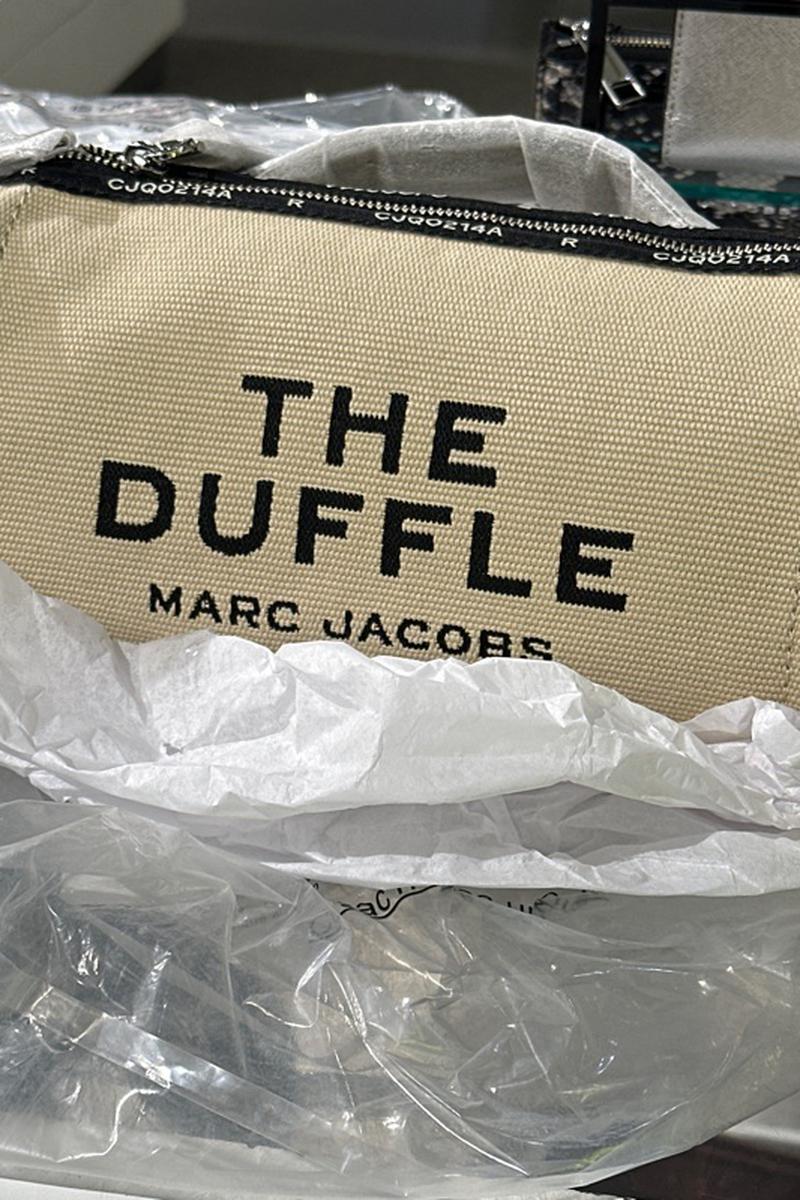 CJQ0214A R CJQ0214A R CJQ0214A
THE
DUFFLE
MARC JACOBS